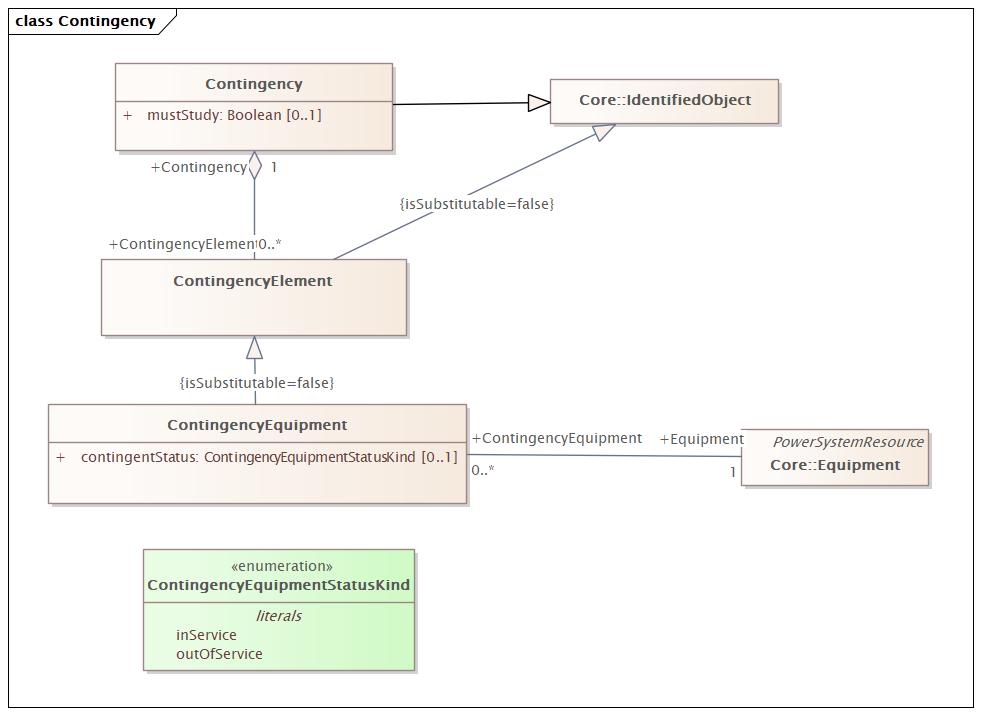 class Contingency
Contingency
+ mustStudy: Boolean [0..1]
Core::IdentifiedObject
+Contingency 1
{isSubstitutable=false}
+ContingencyElement 0..*
ContingencyElement
{isSubstitutable=false}
ContingencyEquipment
+ contingentStatus: ContingencyEquipmentStatusKind [0..1]
+ContingencyEquipment +Equipment
0..* 1
PowerSystemResource
Core::Equipment
«enumeration»
ContingencyEquipmentStatusKind
literals
inService
outOfService